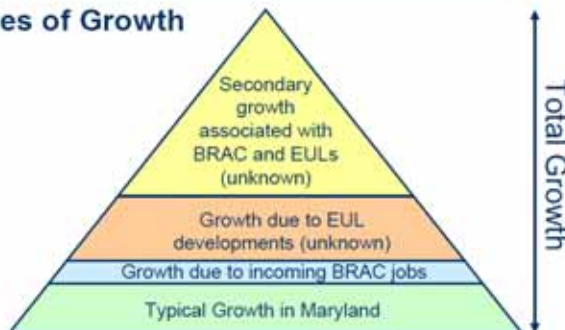 es of Growth
Secondary
growth
associated with
BRAC and EULs
(unknown)
Growth due to EUL
developments (unknown)
Growth due to incoming BRAC jobs
Typical Growth in Maryland
Total Growth